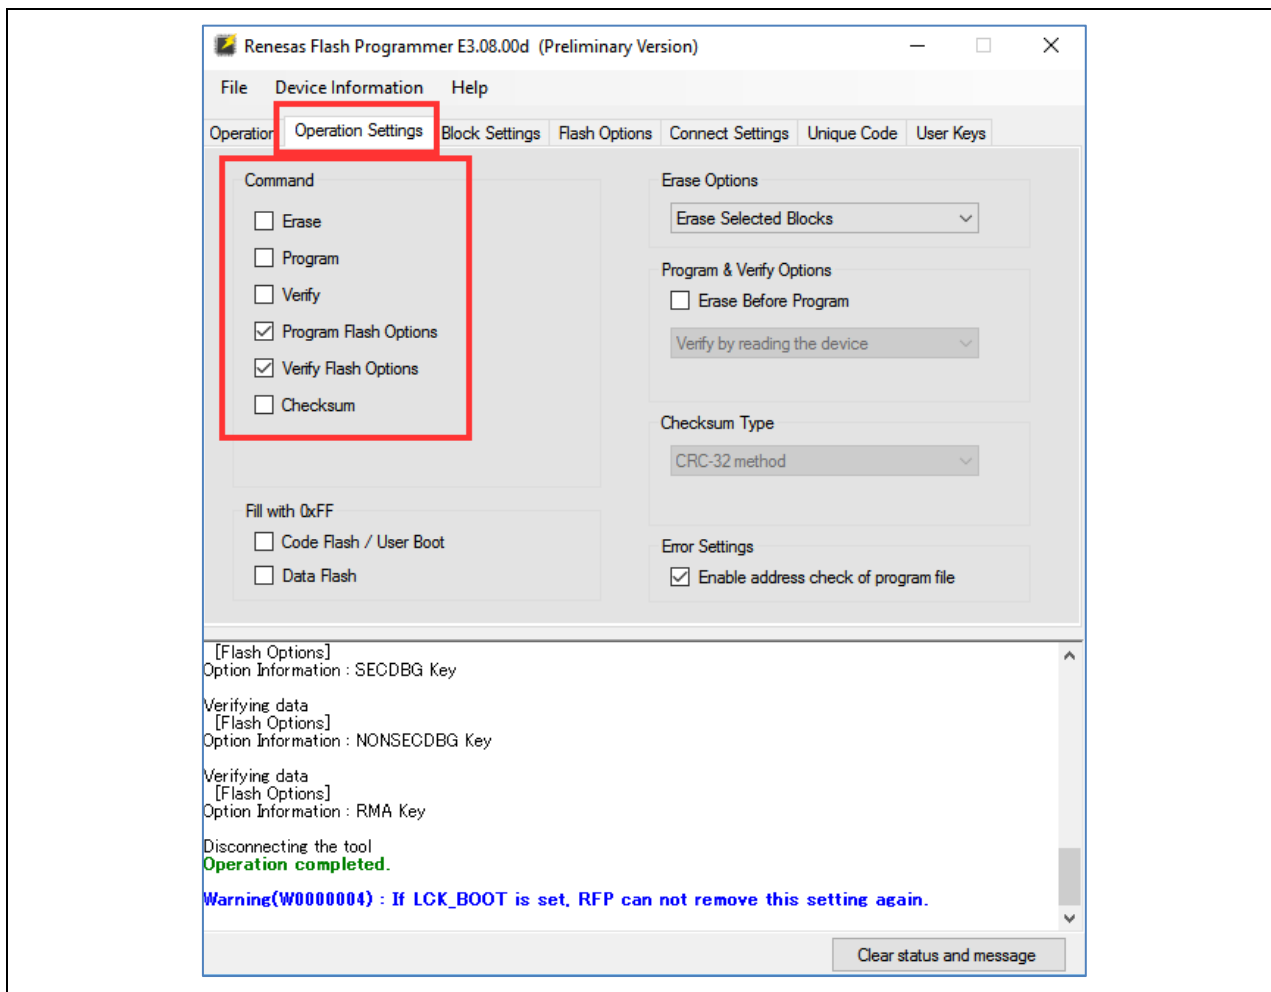 Renesas Flash Programmer E3.08.00d (Preliminary Version)
File Device Information Help
Operation Operation Settings Block Settings Flash Options Connect Settings Unique Code User Keys
Command
Erase
Program
Verify
Program Flash Options
Verify Flash Options
Checksum
Fill with 0xFF
Code Flash / User Boot
Data Flash
Erase Options
Erase Selected Blocks
Program & Verify Options
Erase Before Program
Verify by reading the device
Checksum Type
CRC-32 method
Error Settings
Enable address check of program file
[Flash Options]
Option Information : SECDBG Key
Verifying data
[Flash Options]
Option Information : NONSECDBG Key
Verifying data
[Flash Options]
Option Information : RMA Key
Disconnecting the tool
Operation completed.
Warning(W0000004) : If LCK_BOOT is set, RFP can not remove this setting again.
Clear status and message